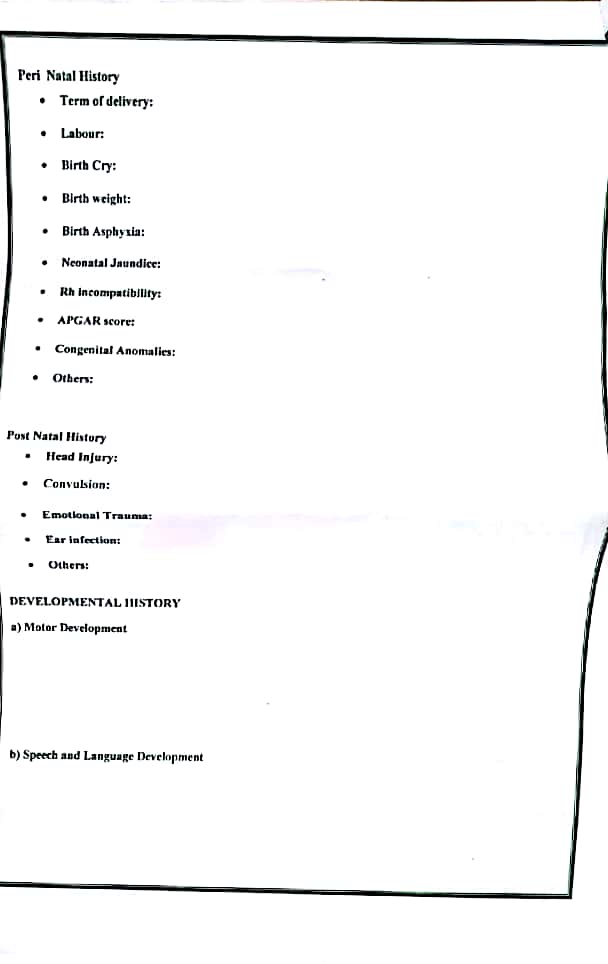 Peri Natal History
• Term of delivery:
• Labour:
• Birth Cry:
• Birth weight:
• Birth Asphyxia:
• Neonatal Jaundice:
• Rh incompatibility:
• APGAR score:
• Congenital Anomalies:
• Others:
Post Natal History
• Head Injury:
• Convulsion:
• Emotional Trauma:
• Ear infection:
• Others:
DEVELOPMENTAL HISTORY
a) Motor Development
b) Speech and Language Development